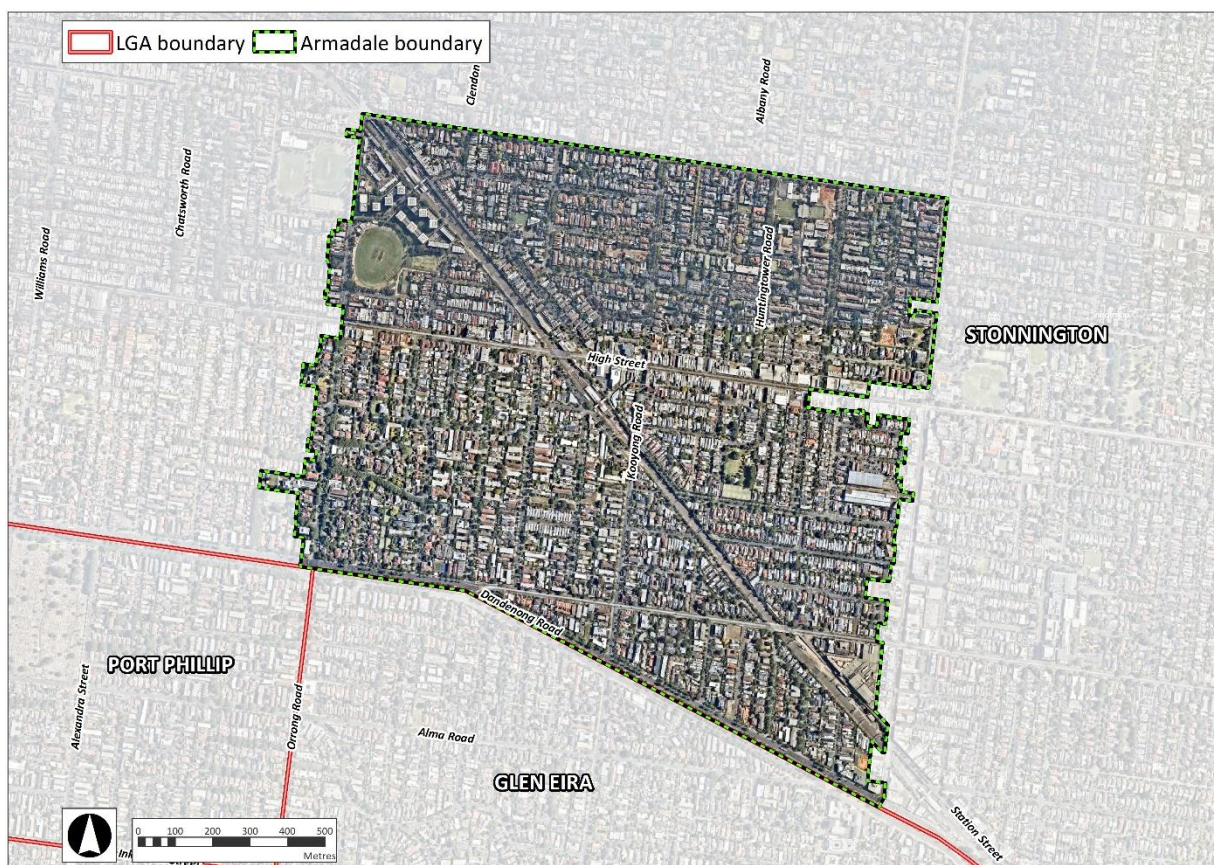 LGA boundary
Armadale boundary
Clendon
Albany Road
Chatsworth Road
Williams Road
Huntingtower Road
STONNINGTON
High Street
Kooyong Road
Dandenong Road
PORT PHILLIP
Alexandra Street
Orrong Road
Alma Road
GLEN EIRA
Station Street
0 100 200 300 400 500
Metres